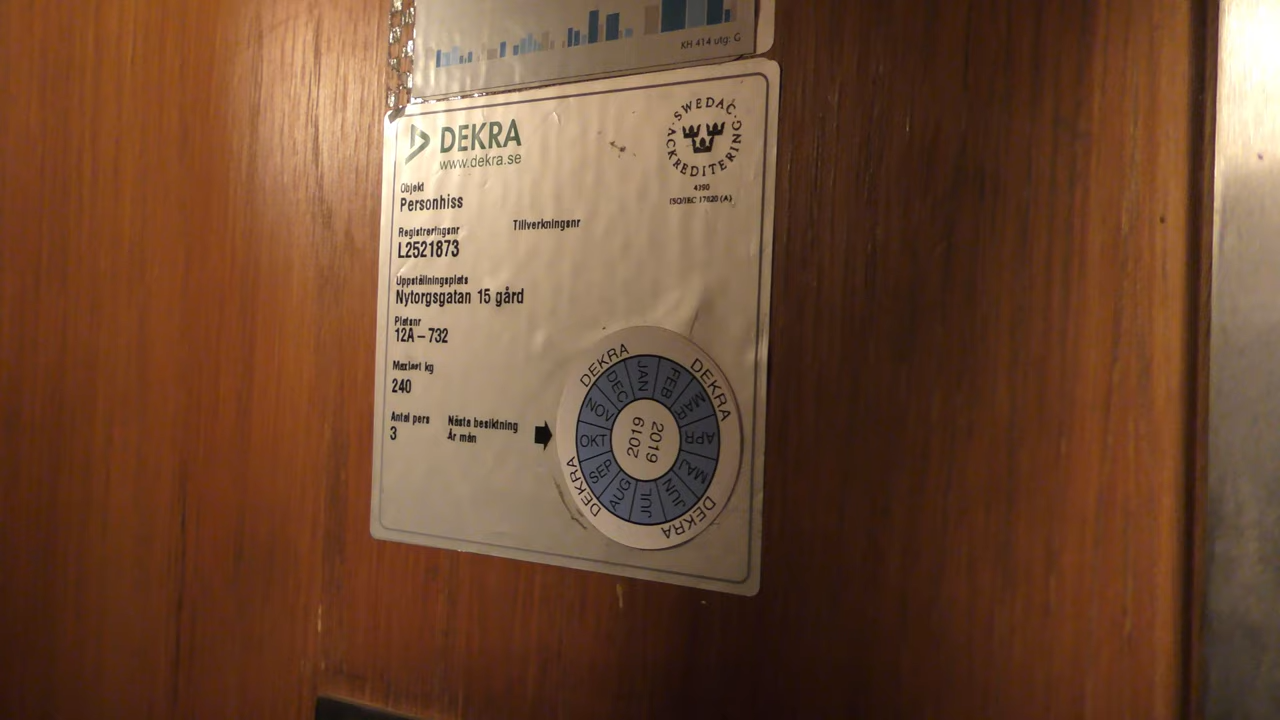 KH 414 utg: G
DEKRA
www.dekra.se
SWEDAC ACKREDITERING
4390
ISO/IEC 17020 (A)
Objekt
Personhiss
Registreringsnr
Tillverkningsnr
L2521873
Uppställningsplats
Nytorgsgatan 15 gård
Platsnr
12A – 732
Maxlast kg
240
Antal pers
3
Nästa besiktning
År mån
DEKRA DEKRA DEKRA DEKRA
JAN FEB MAR APR MAJ JUN JUL AUG SEP OKT NOV DEC
2019 2019